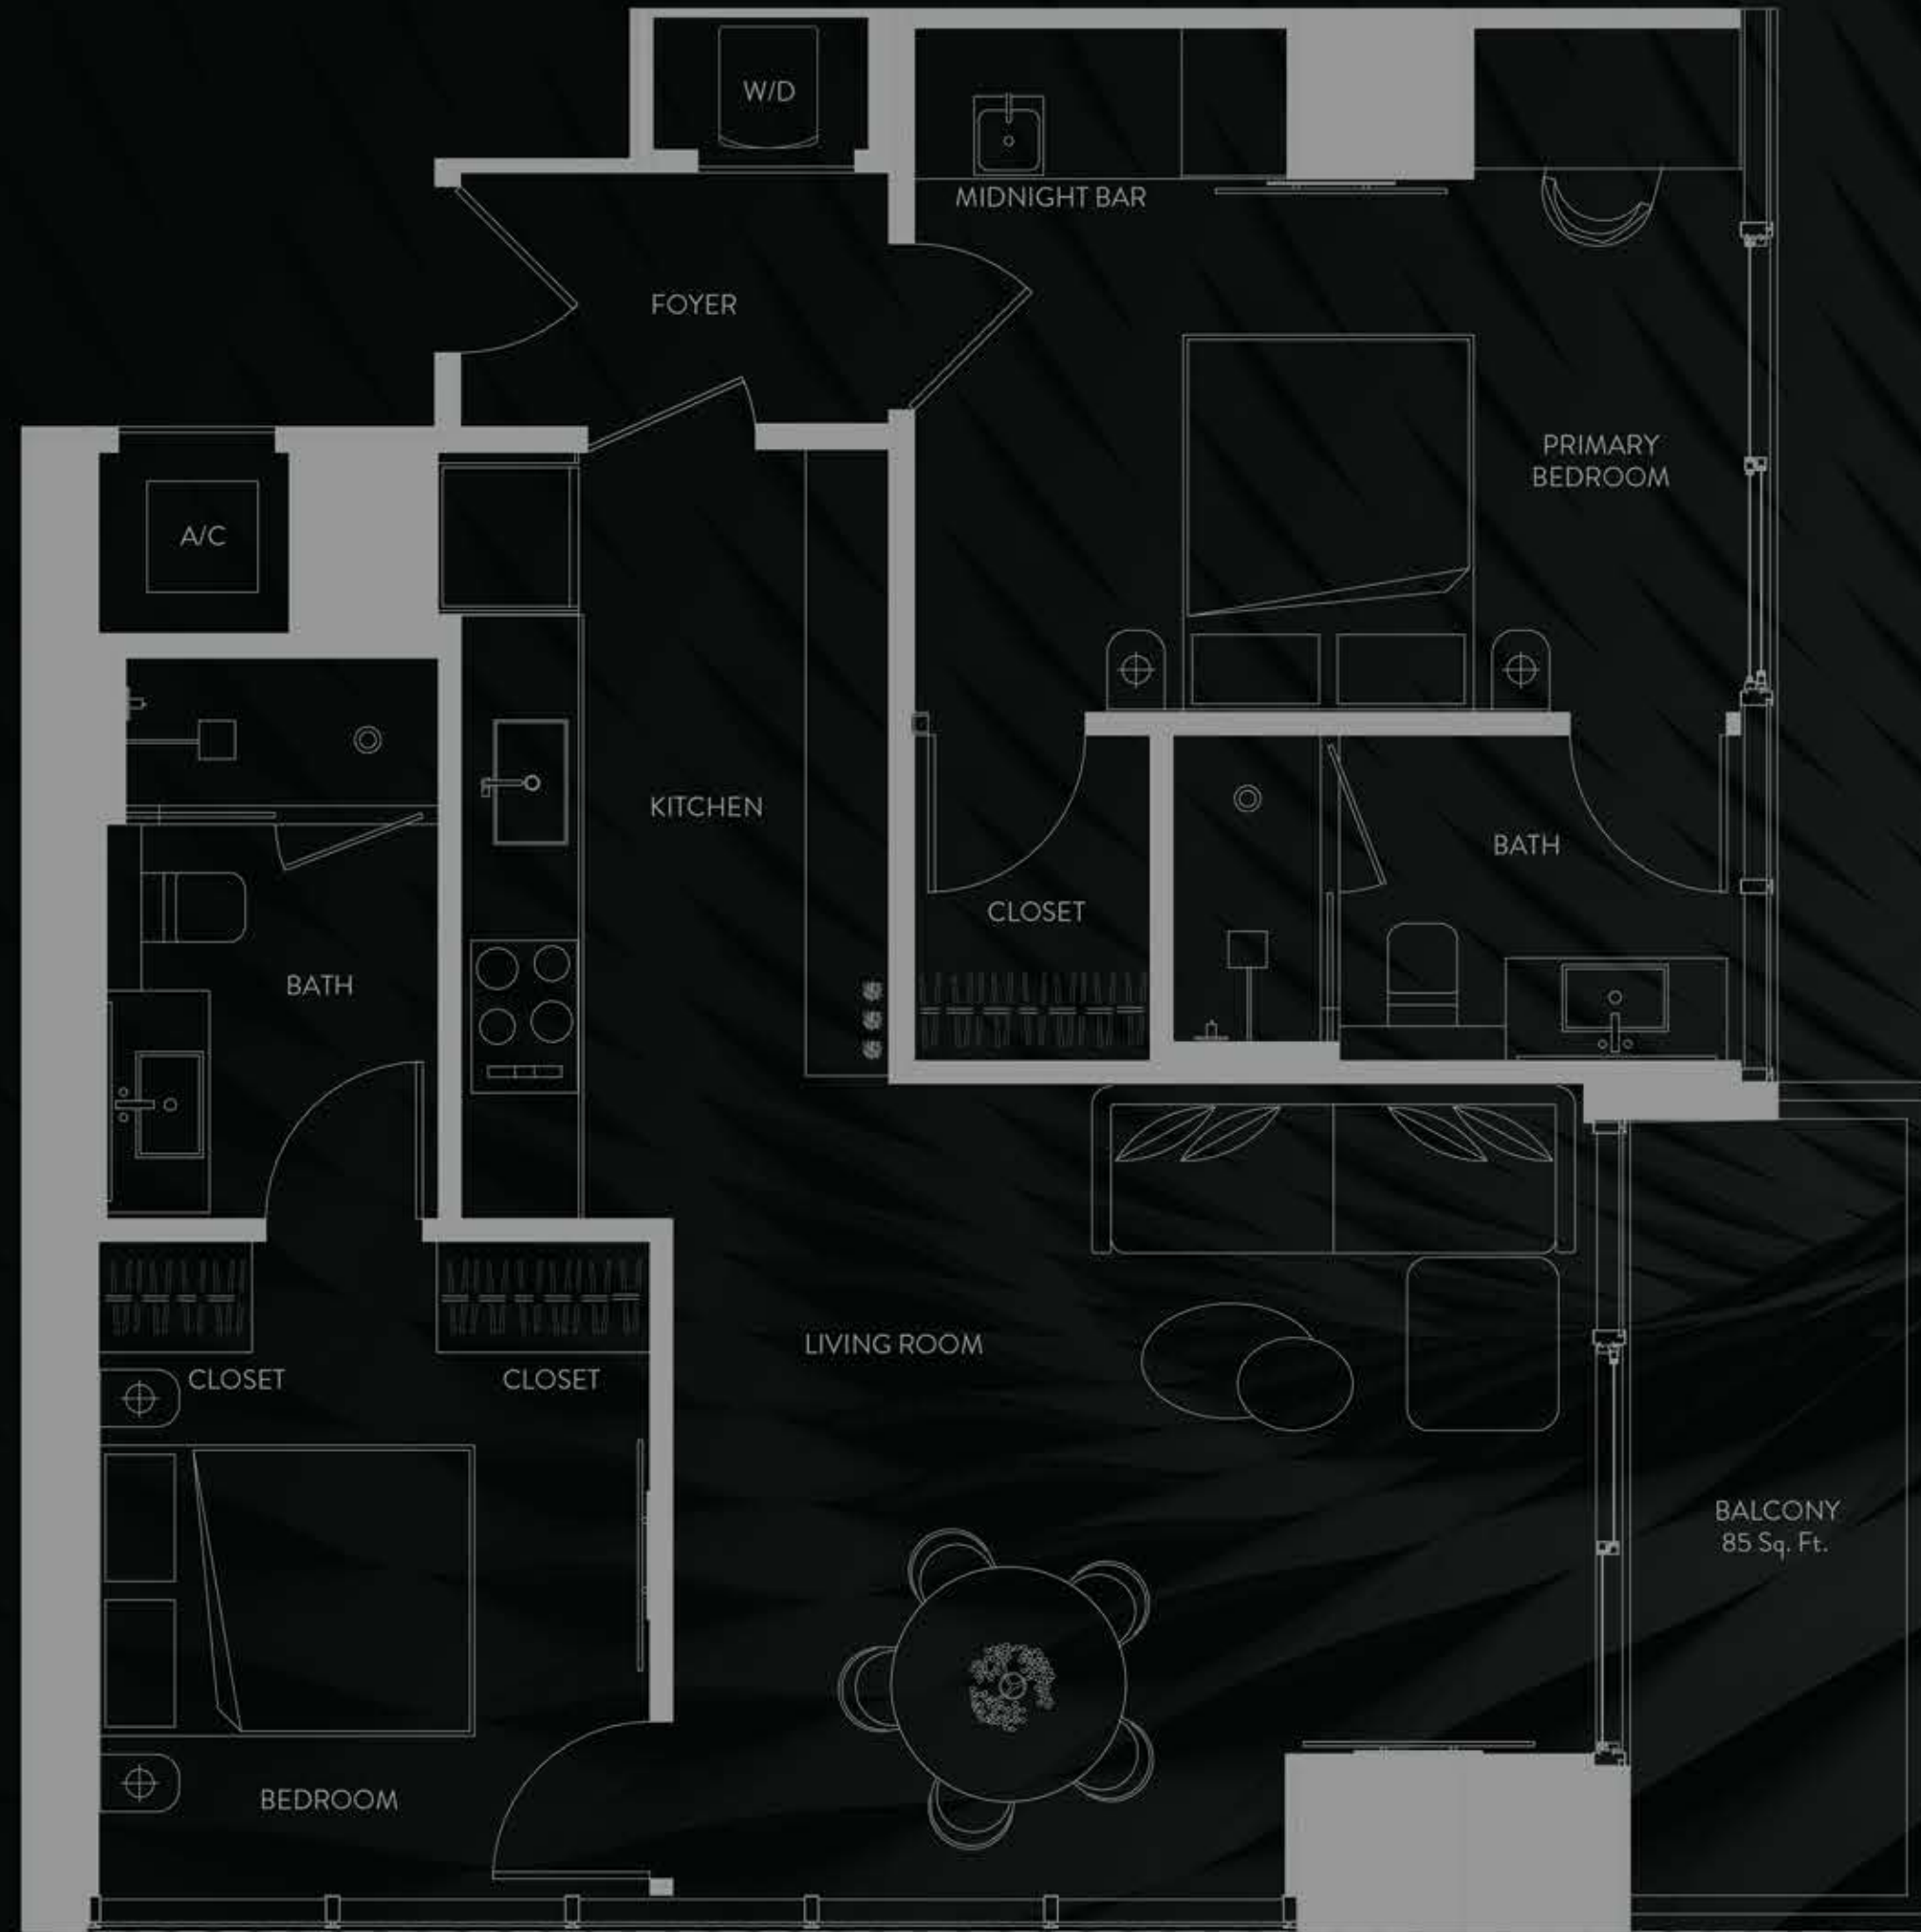 W/D
MIDNIGHT BAR
FOYER
PRIMARY
BEDROOM
A/C
KITCHEN
BATH
CLOSET
BATH
LIVING ROOM
CLOSET
CLOSET
BALCONY
85 Sq. Ft.
BEDROOM